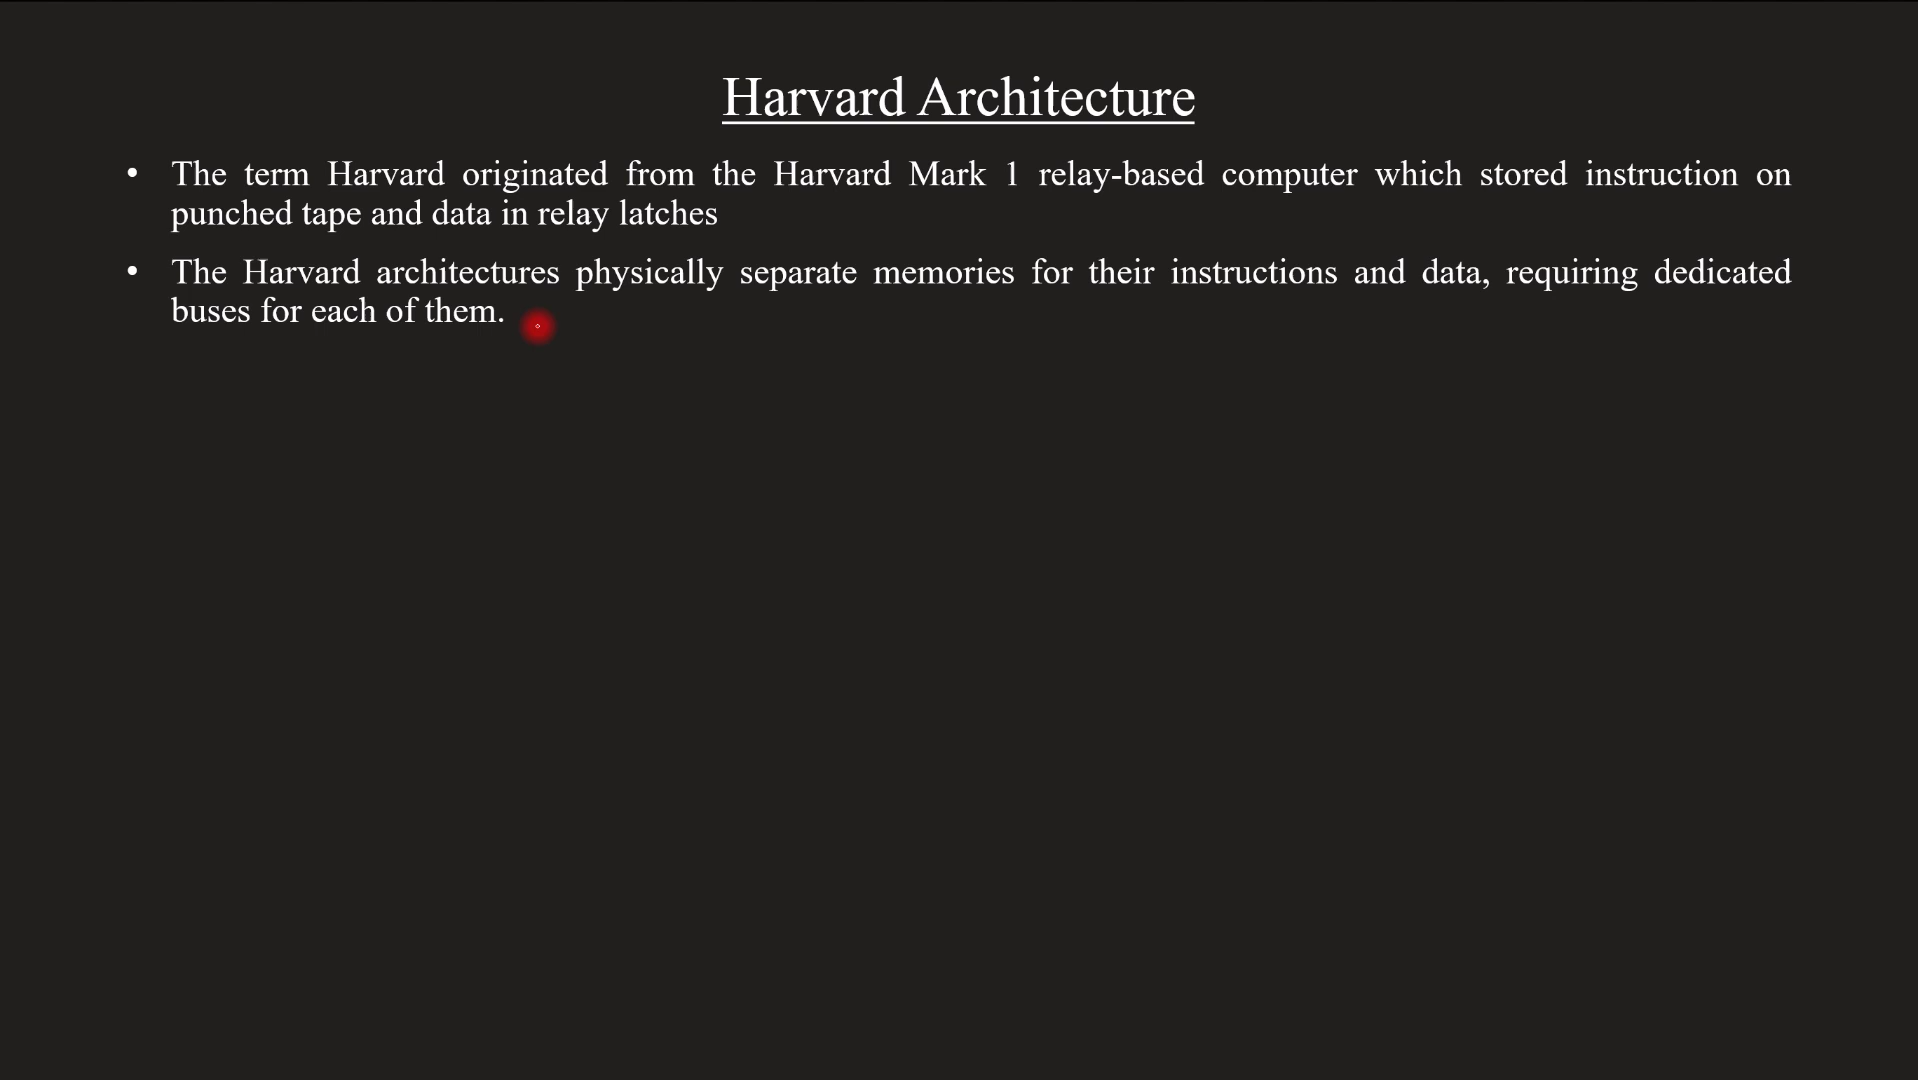 Harvard Architecture
• The term Harvard originated from the Harvard Mark 1 relay-based computer which stored instruction on
punched tape and data in relay latches
• The Harvard architectures physically separate memories for their instructions and data, requiring dedicated
buses for each of them.